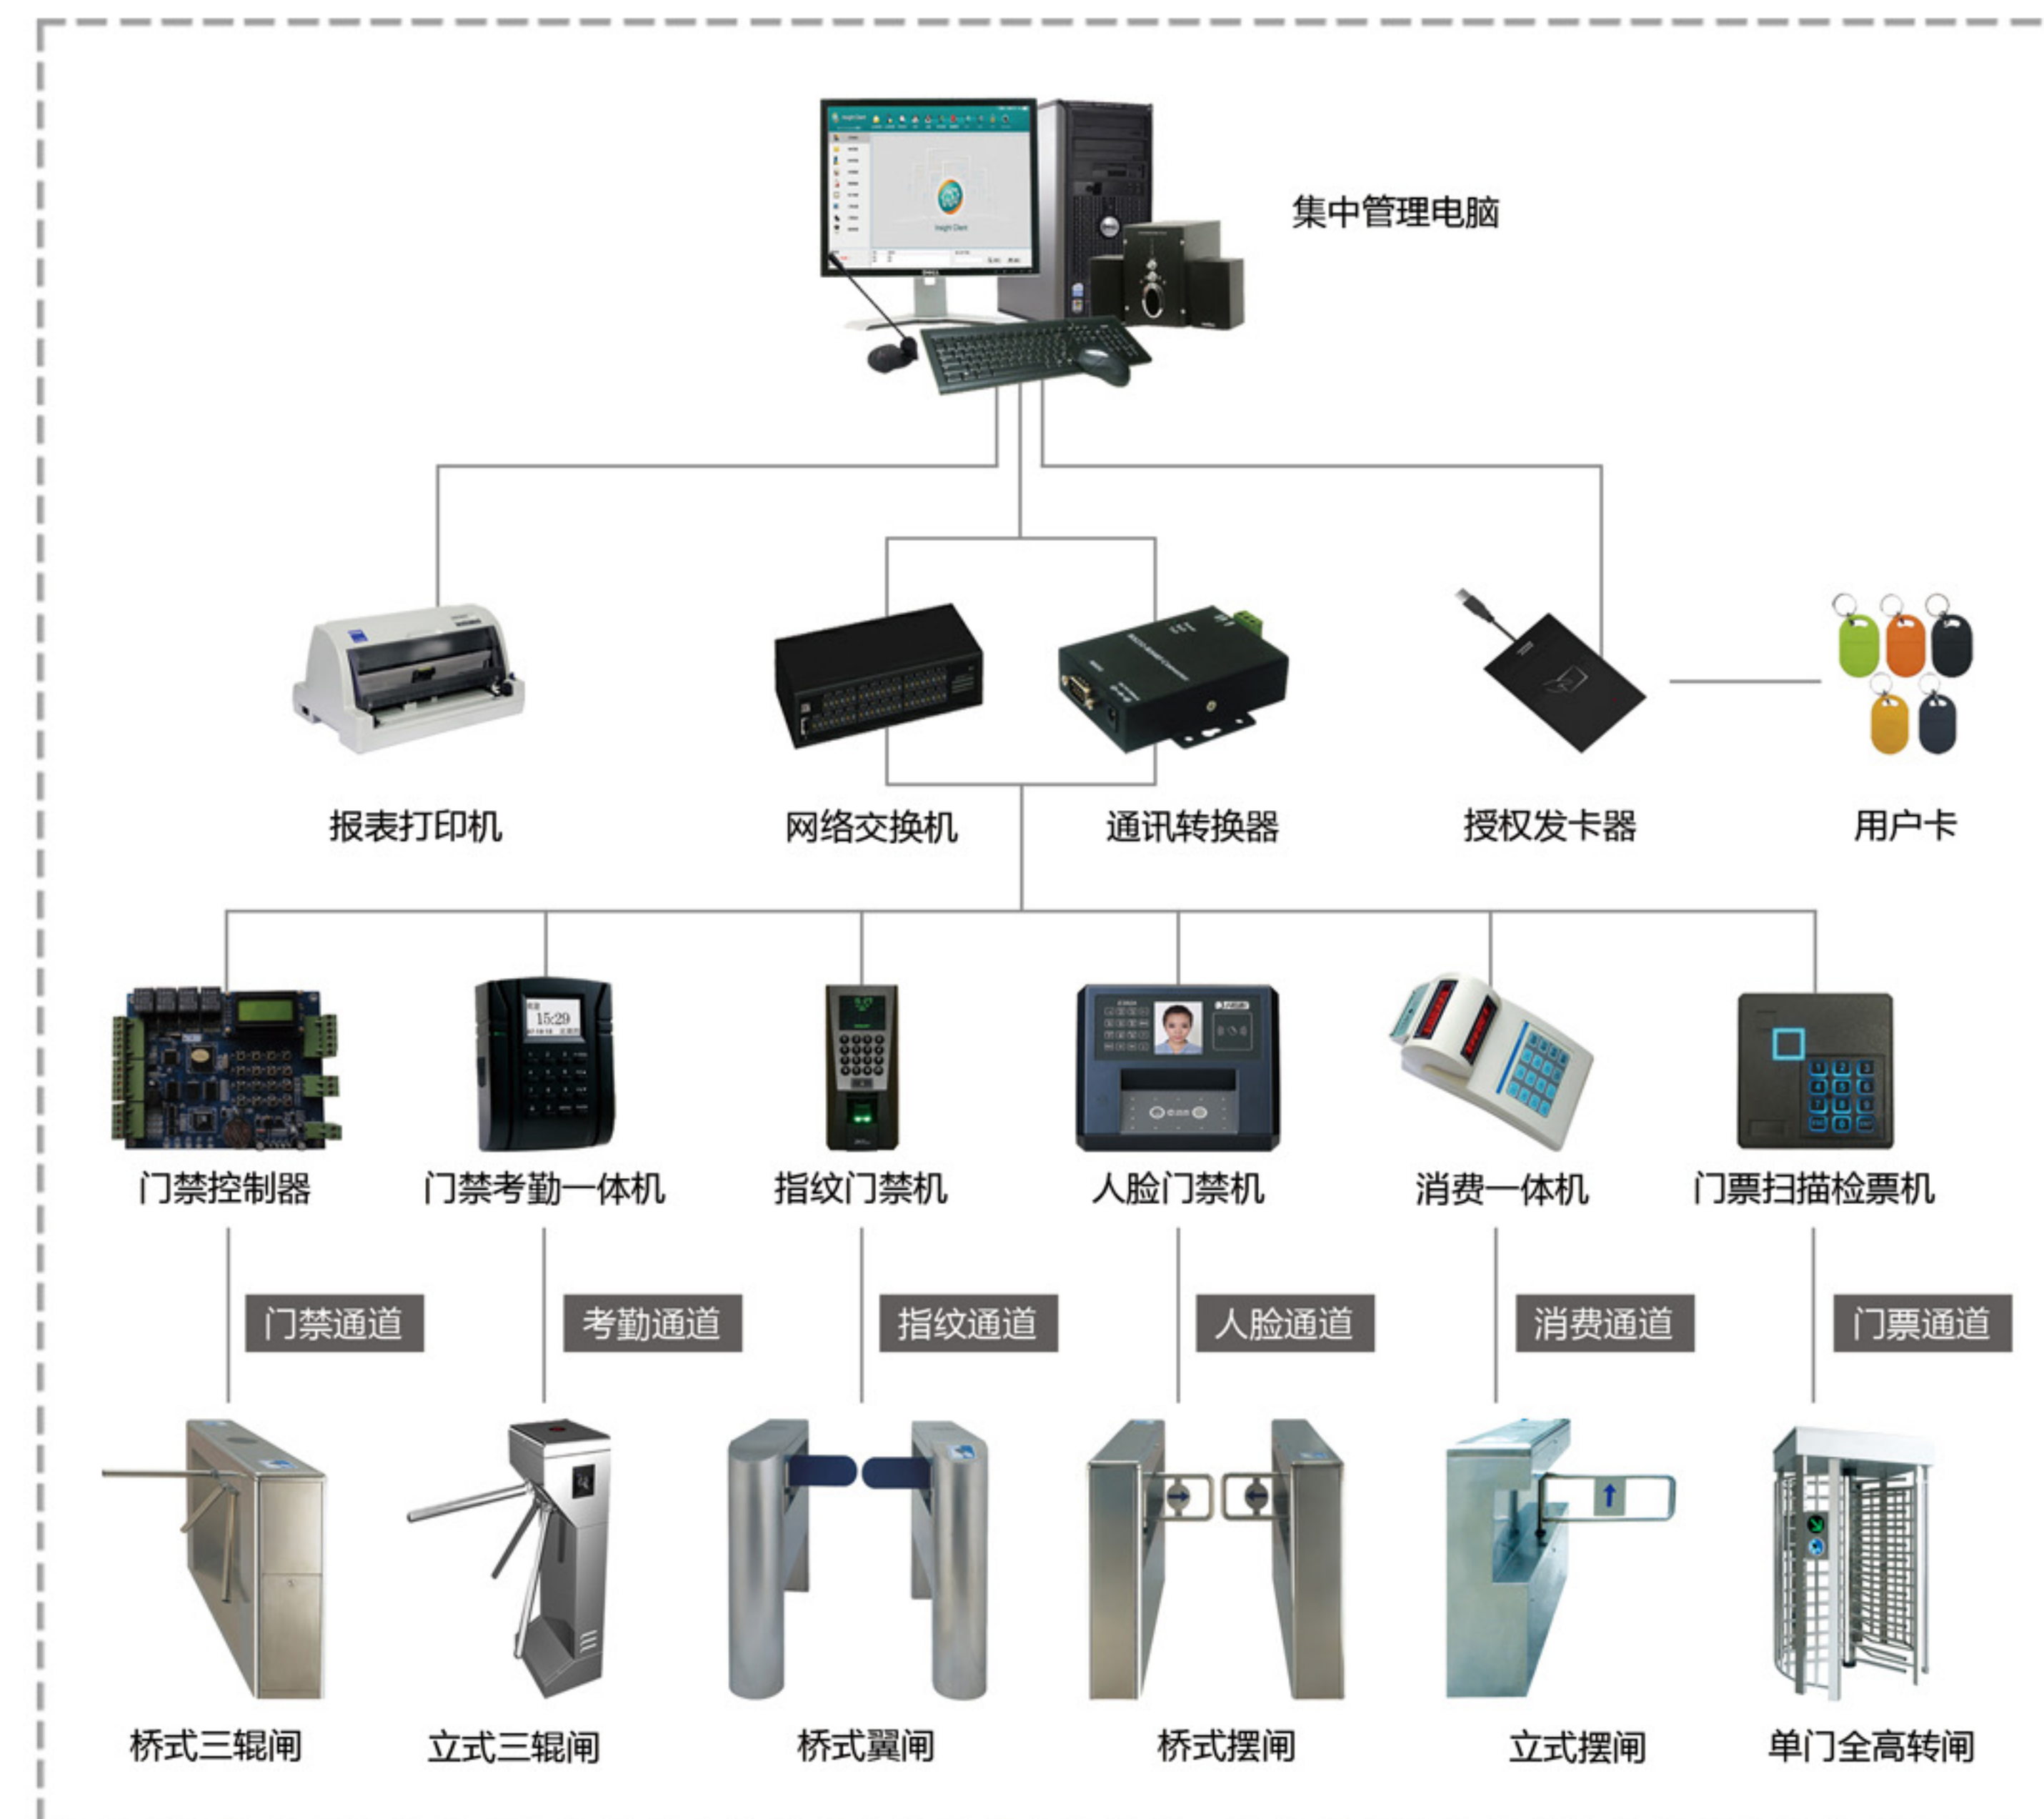 Insight Client
集中管理电脑
DELL
报表打印机
网络交换机
通讯转换器
授权发卡器
用户卡
15:29
门禁控制器
门禁考勤一体机
指纹门禁机
人脸门禁机
消费一体机
门票扫描检票机
门禁通道
考勤通道
指纹通道
人脸通道
消费通道
门票通道
桥式三辊闸
立式三辊闸
桥式翼闸
桥式摆闸
立式摆闸
单门全高转闸